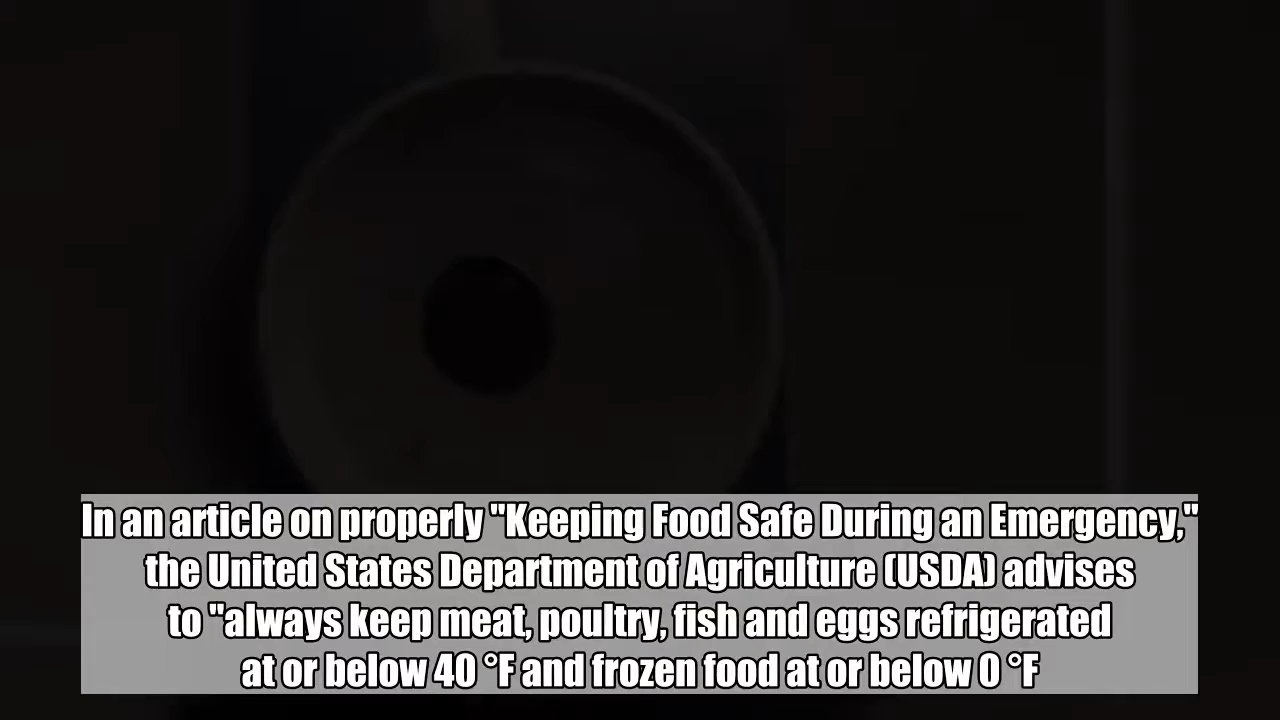 In an article on properly "Keeping Food Safe During an Emergency,"
the United States Department of Agriculture (USDA) advises
to "always keep meat, poultry, fish and eggs refrigerated
at or below 40 °F and frozen food at or below 0 °F